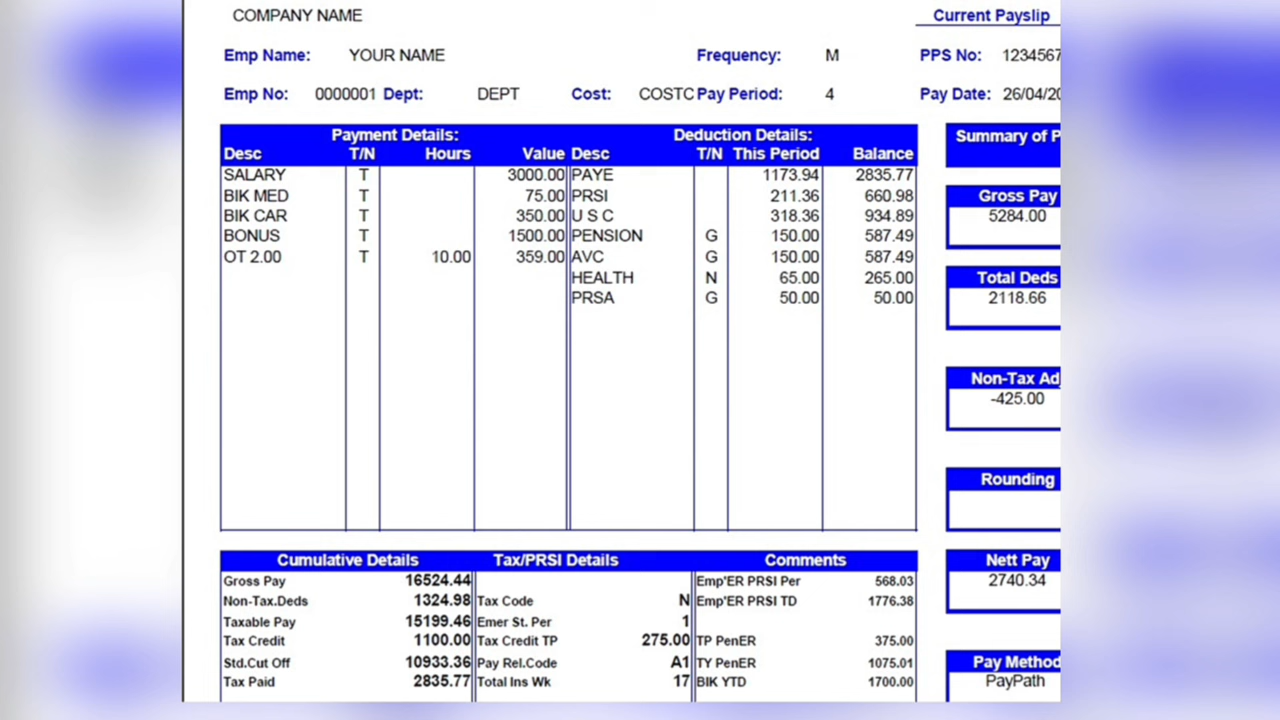 COMPANY NAME Current Payslip
Emp Name: YOUR NAME Frequency: M PPS No: 1234567
Emp No: 0000001 Dept: DEPT Cost: COSTC Pay Period: 4 Pay Date: 26/04/20
Payment Details: Deduction Details: Summary of P
Desc T/N Hours Value Desc T/N This Period Balance
SALARY T 3000.00 PAYE 1173.94 2835.77
BIK MED T 75.00 PRSI 211.36 660.98 Gross Pay
BIK CAR T 350.00 U S C 318.36 934.89 5284.00
BONUS T 1500.00 PENSION G 150.00 587.49
OT 2.00 T 10.00 359.00 AVC G 150.00 587.49
HEALTH N 65.00 265.00 Total Deds
PRSA G 50.00 50.00 2118.66
Non-Tax Ad
-425.00
Rounding
Cumulative Details Tax/PRSI Details Comments Nett Pay
Gross Pay 16524.44 Emp'ER PRSI Per 568.03 2740.34
Non-Tax.Deds 1324.98 Tax Code N Emp'ER PRSI TD 1776.38
Taxable Pay 15199.46 Emer St. Per 1
Tax Credit 1100.00 Tax Credit TP 275.00 TP PenER 375.00
Std.Cut Off 10933.36 Pay Rel.Code A1 TY PenER 1075.01 Pay Method
Tax Paid 2835.77 Total Ins Wk 17 BIK YTD 1700.00 PayPath